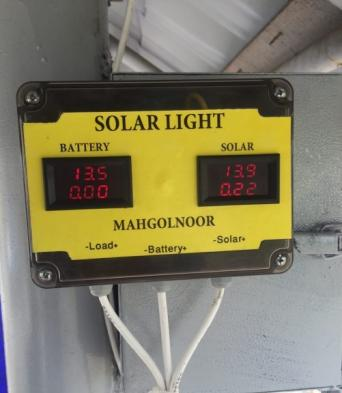 SOLAR LIGHT
BATTERY SOLAR
13.5 13.9
0.00 0.22
MAHGOLNOOR
-Load+ -Battery+ -Solar+